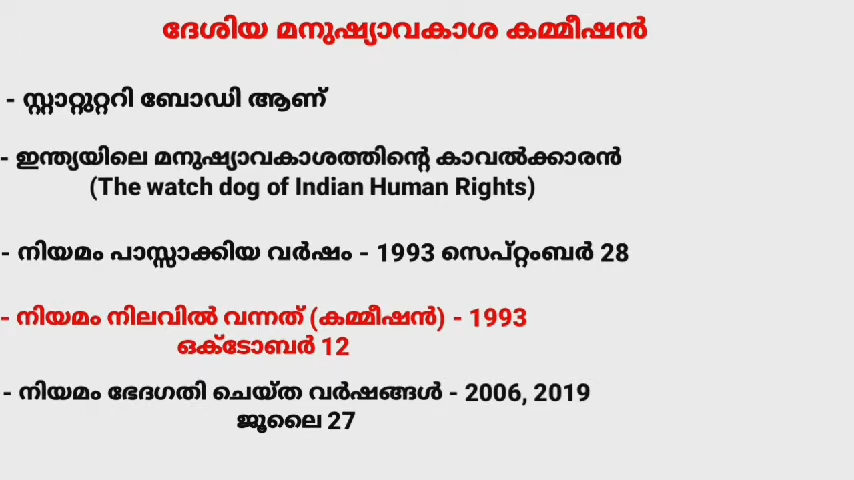 ദേശിയ മനുഷ്യാവകാശ കമ്മീഷൻ
- സ്റ്റാറ്റുറ്ററി ബോഡി ആണ്
- ഇന്ത്യയിലെ മനുഷ്യാവകാശത്തിന്റെ കാവൽക്കാരൻ
(The watch dog of Indian Human Rights)
- നിയമം പാസ്സാക്കിയ വർഷം - 1993 സെപ്റ്റംബർ 28
- നിയമം നിലവിൽ വന്നത് (കമ്മീഷൻ) - 1993
ഒക്ടോബർ 12
- നിയമം ഭേദഗതി ചെയ്ത വർഷങ്ങൾ - 2006, 2019
ജൂലൈ 27